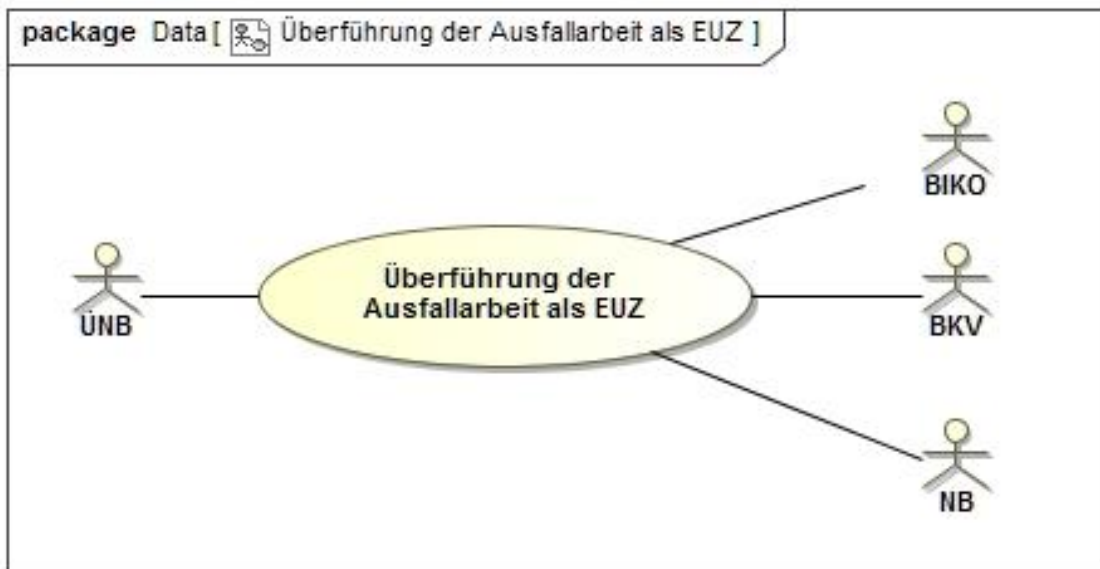 package Data [ Überführung der Ausfallarbeit als EUZ ]
BIKO
Überführung der
Ausfallarbeit als EUZ
ÜNB
BKV
NB